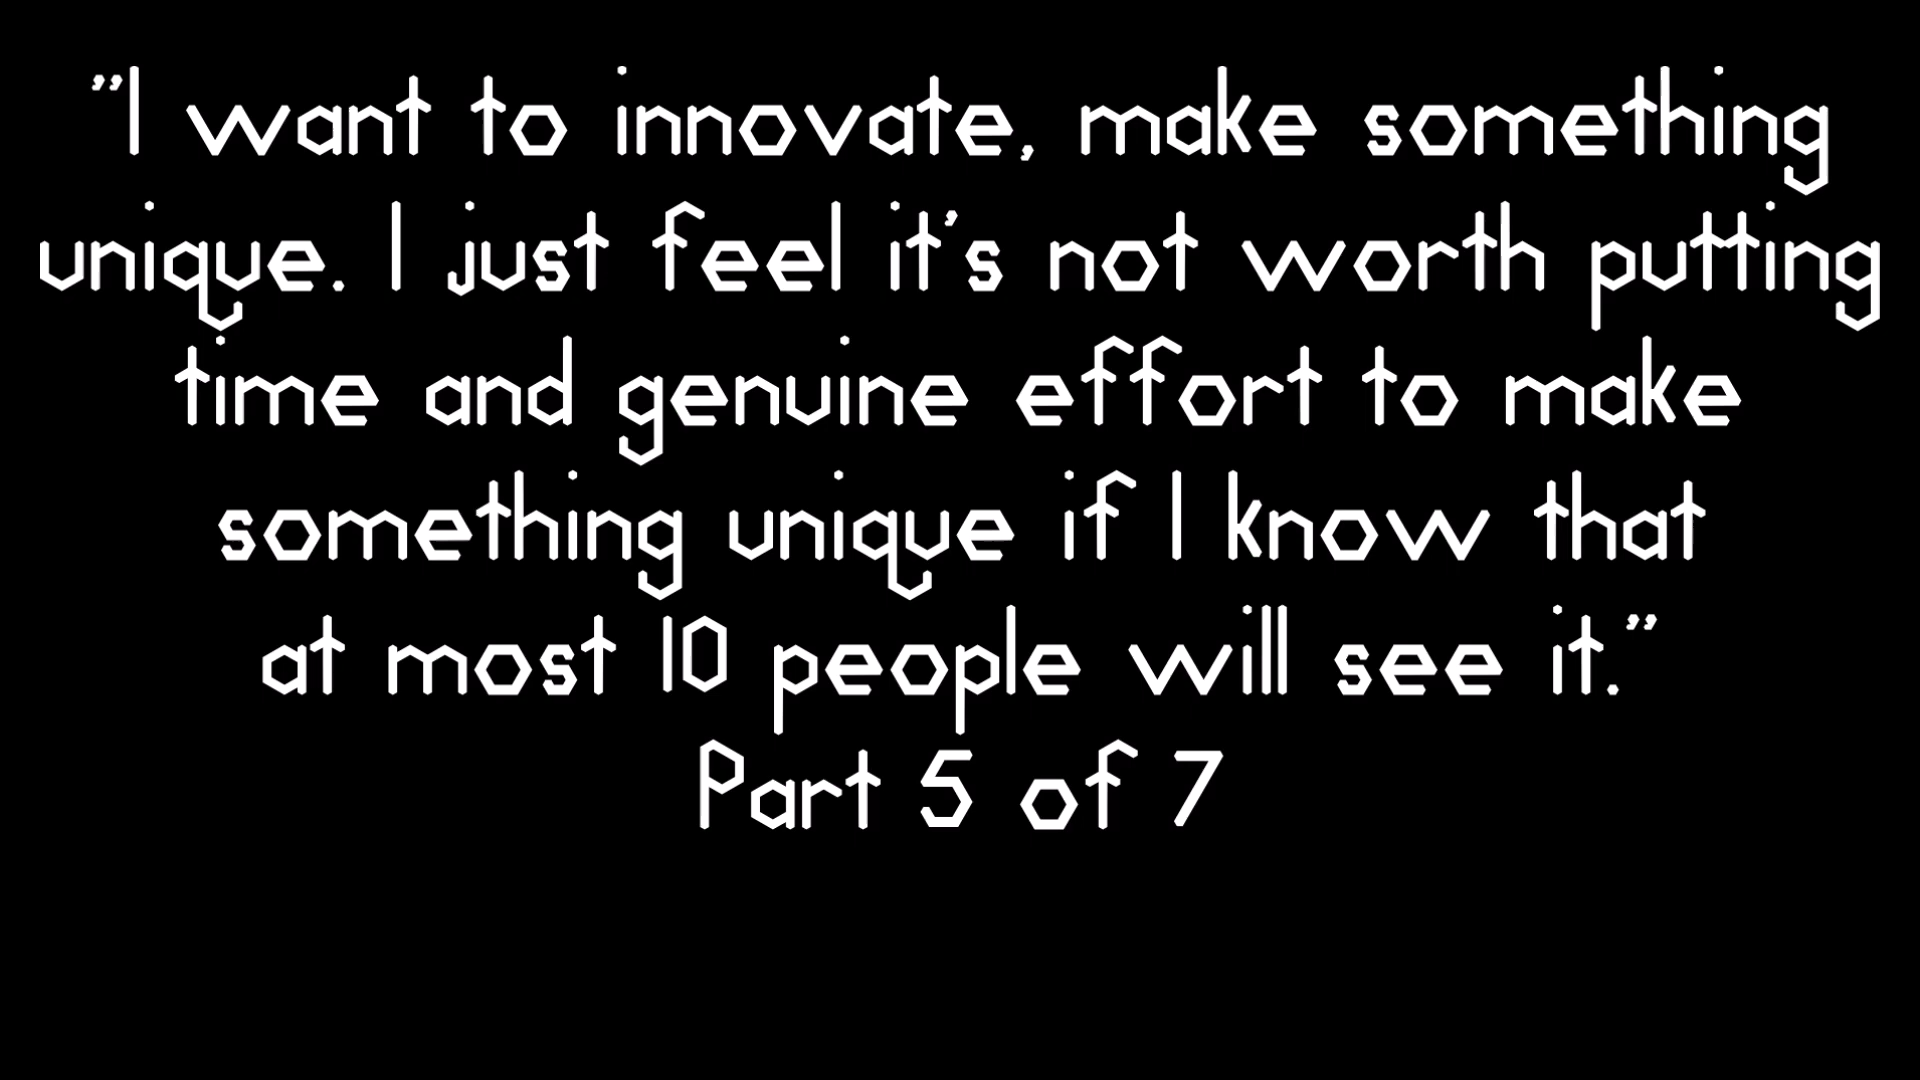 "I want to innovate, make something
unique. I just feel it's not worth putting
time and genuine effort to make
something unique if I know that
at most 10 people will see it."
Part 5 of 7